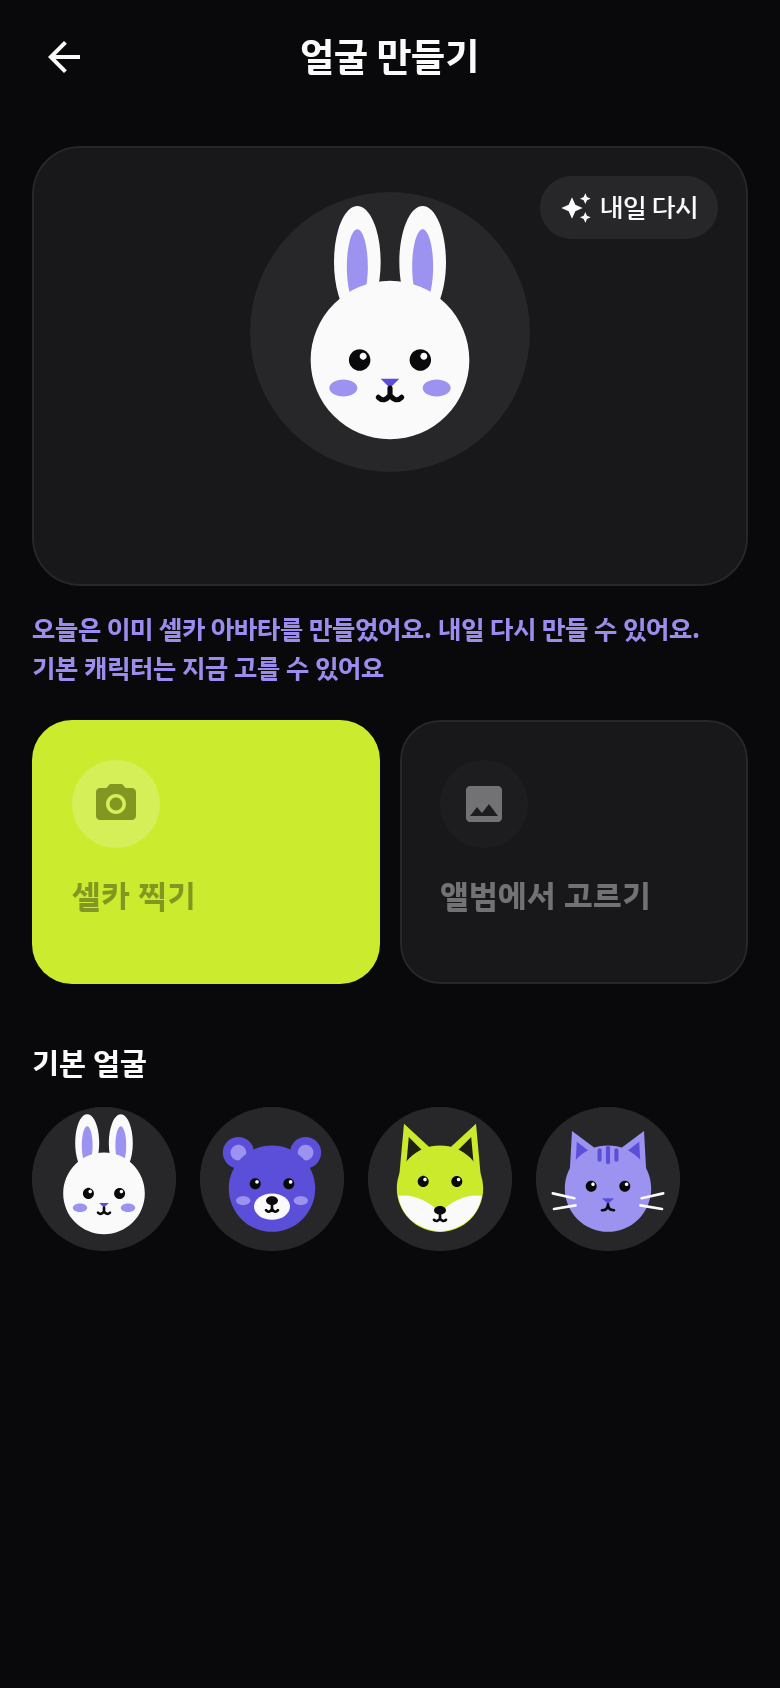 얼굴 만들기
내일 다시
오늘은 이미 셀카 아바타를 만들었어요. 내일 다시 만들 수 있어요.
기본 캐릭터는 지금 고를 수 있어요
셀카 찍기
앨범에서 고르기
기본 얼굴